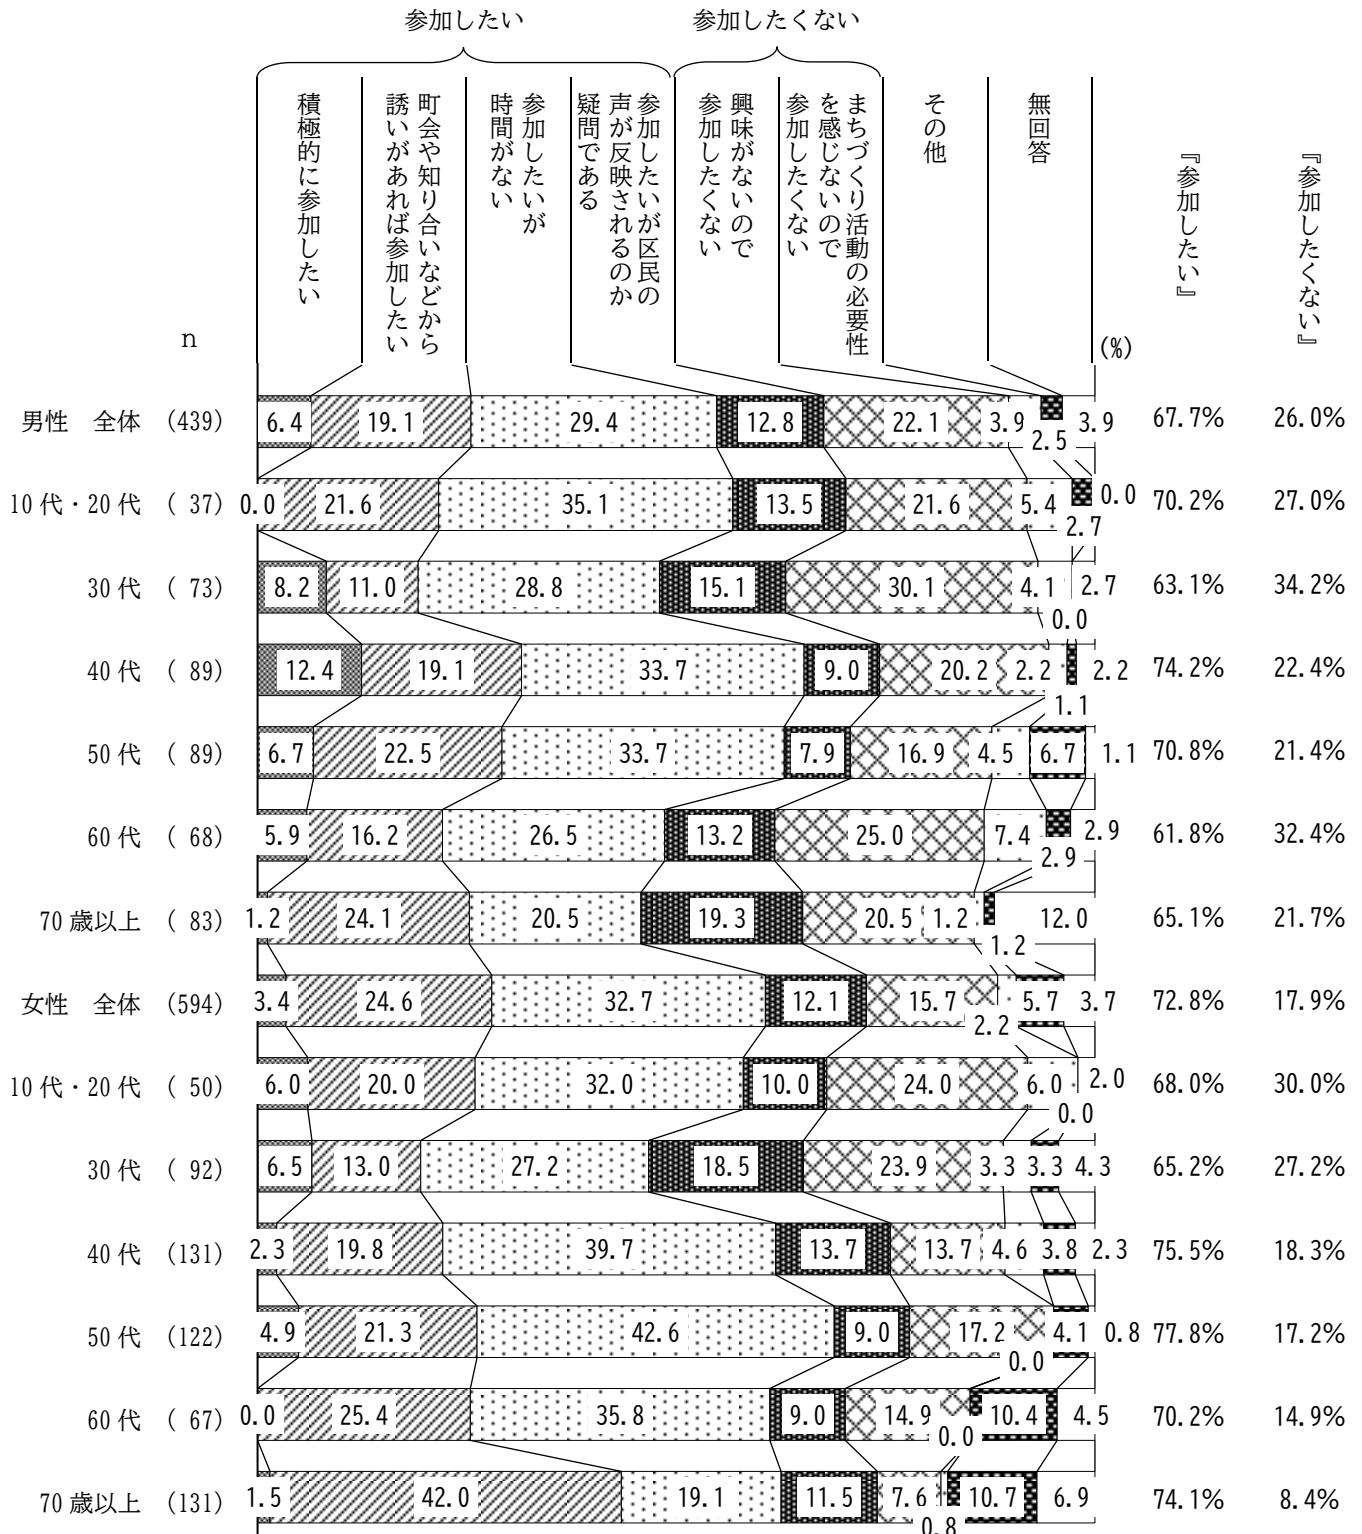 参加したい 参加したくない
積極的に参加したい
町会や知り合いなどから
誘いがあれば参加したい
参加したいが
時間がない
参加したいが区民の
声が反映されるのか
疑問である
興味がないので
参加したくない
まちづくり活動の必要性
を感じないので
参加したくない
その他
無回答
『参加したい』
『参加したくない』
n
(%)
男性 全体 (439) 6.4 19.1 29.4 12.8 22.1 3.9 2.5 3.9 67.7% 26.0%
10代・20代 ( 37) 0.0 21.6 35.1 13.5 21.6 5.4 2.7 0.0 70.2% 27.0%
30代 ( 73) 8.2 11.0 28.8 15.1 30.1 4.1 0.0 2.7 63.1% 34.2%
40代 ( 89) 12.4 19.1 33.7 9.0 20.2 2.2 1.1 2.2 74.2% 22.4%
50代 ( 89) 6.7 22.5 33.7 7.9 16.9 4.5 6.7 1.1 70.8% 21.4%
60代 ( 68) 5.9 16.2 26.5 13.2 25.0 7.4 2.9 2.9 61.8% 32.4%
70歳以上 ( 83) 1.2 24.1 20.5 19.3 20.5 1.2 1.2 12.0 65.1% 21.7%
女性 全体 (594) 3.4 24.6 32.7 12.1 15.7 2.2 5.7 3.7 72.8% 17.9%
10代・20代 ( 50) 6.0 20.0 32.0 10.0 24.0 6.0 0.0 2.0 68.0% 30.0%
30代 ( 92) 6.5 13.0 27.2 18.5 23.9 3.3 3.3 4.3 65.2% 27.2%
40代 (131) 2.3 19.8 39.7 13.7 13.7 4.6 3.8 2.3 75.5% 18.3%
50代 (122) 4.9 21.3 42.6 9.0 17.2 0.0 4.1 0.8 77.8% 17.2%
60代 ( 67) 0.0 25.4 35.8 9.0 14.9 0.0 10.4 4.5 70.2% 14.9%
70歳以上 (131) 1.5 42.0 19.1 11.5 7.6 0.8 10.7 6.9 74.1% 8.4%